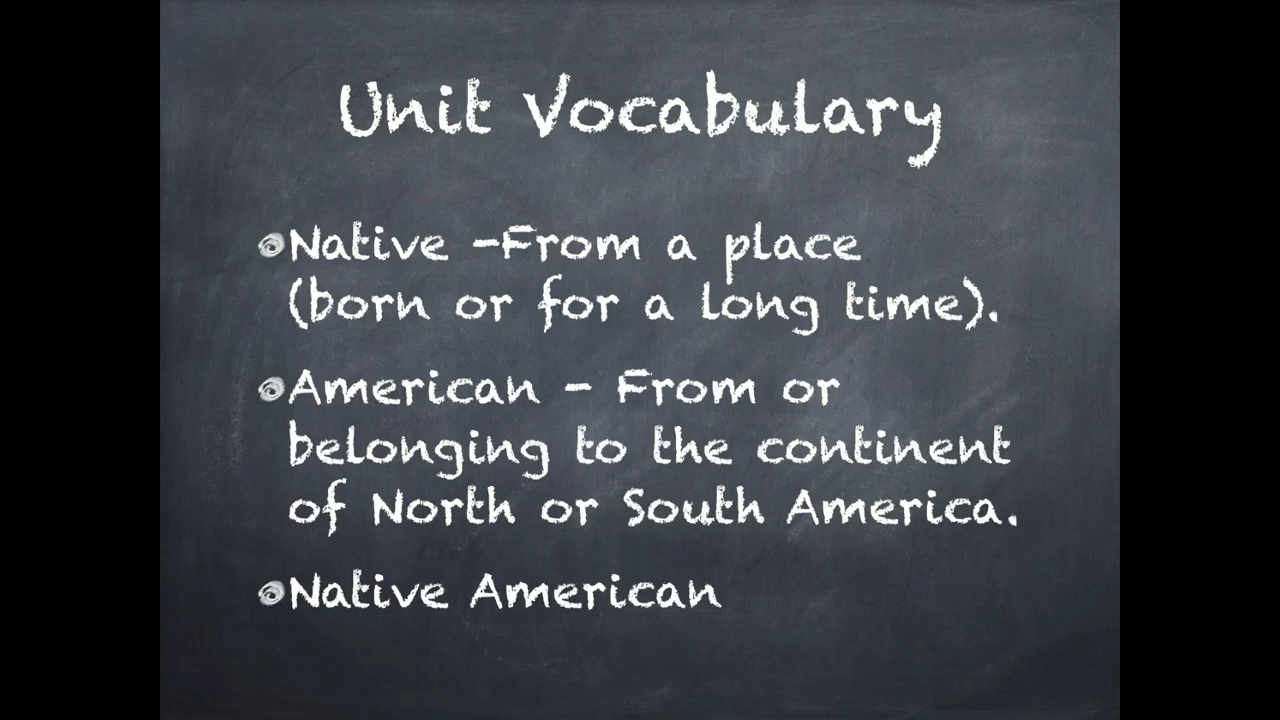 Unit Vocabulary
Native -From a place
(born or for a long time).
American - From or
belonging to the continent
of North or South America.
Native American